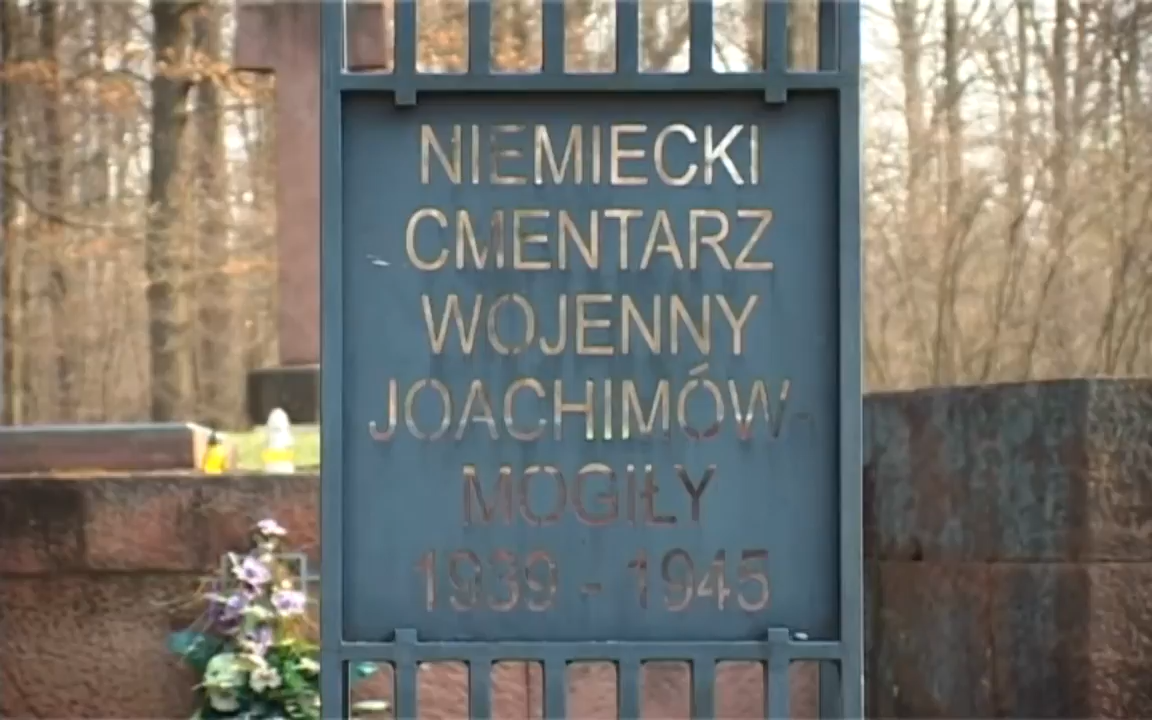 NIEMIECKI
CMENTARZ
WOJENNY
JOACHIMÓW-
MOGIŁY
1939 - 1945